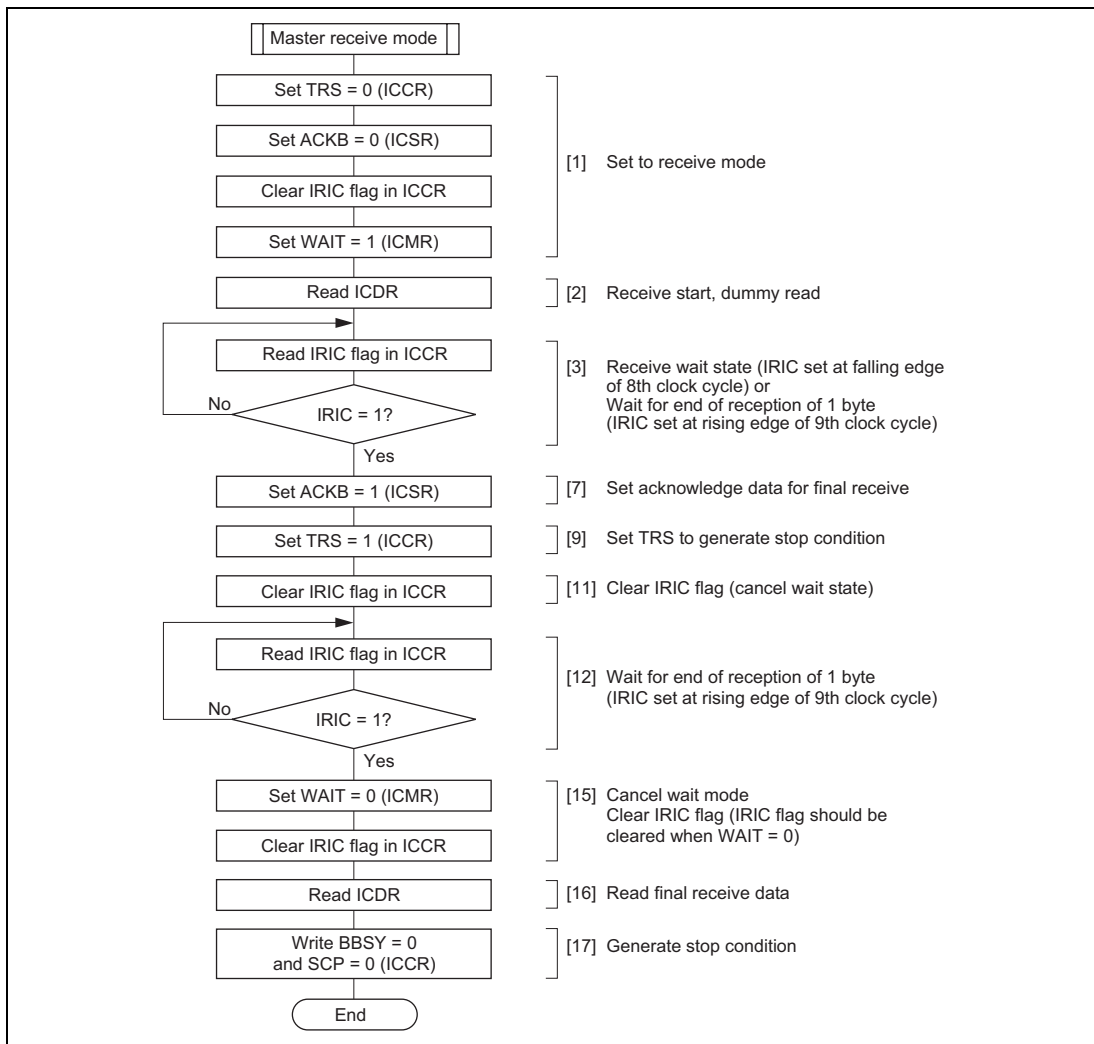 Master receive mode
Set TRS = 0 (ICCR)
Set ACKB = 0 (ICSR)
[1] Set to receive mode
Clear IRIC flag in ICCR
Set WAIT = 1 (ICMR)
Read ICDR
[2] Receive start, dummy read
Read IRIC flag in ICCR
[3] Receive wait state (IRIC set at falling edge
of 8th clock cycle) or
Wait for end of reception of 1 byte
(IRIC set at rising edge of 9th clock cycle)
No
IRIC = 1?
Yes
Set ACKB = 1 (ICSR)
[7] Set acknowledge data for final receive
Set TRS = 1 (ICCR)
[9] Set TRS to generate stop condition
Clear IRIC flag in ICCR
[11] Clear IRIC flag (cancel wait state)
Read IRIC flag in ICCR
[12] Wait for end of reception of 1 byte
(IRIC set at rising edge of 9th clock cycle)
No
IRIC = 1?
Yes
Set WAIT = 0 (ICMR)
[15] Cancel wait mode
Clear IRIC flag (IRIC flag should be
cleared when WAIT = 0)
Clear IRIC flag in ICCR
Read ICDR
[16] Read final receive data
Write BBSY = 0
and SCP = 0 (ICCR)
[17] Generate stop condition
End